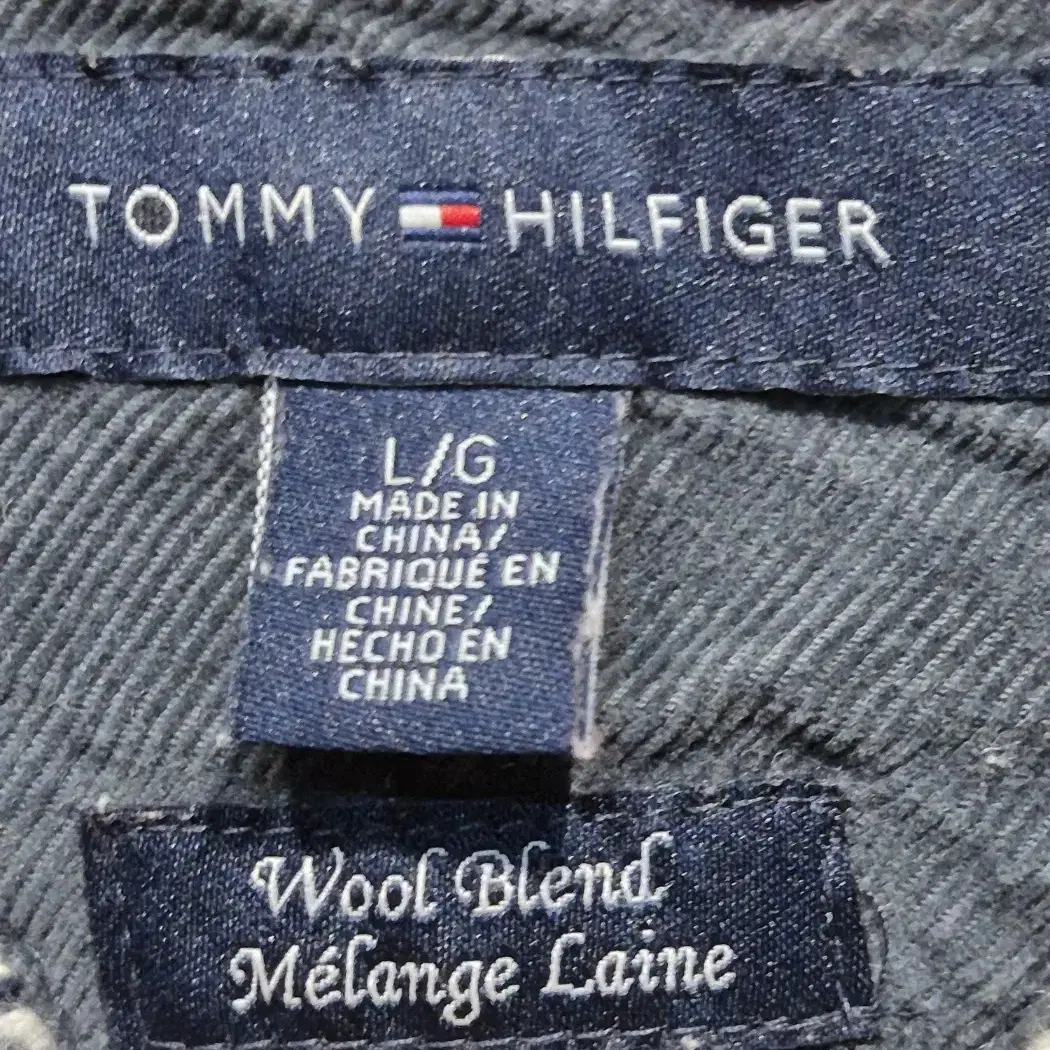 TOMMY HILFIGER
L/G
MADE IN
CHINA/
FABRIQUÉ EN
CHINE/
HECHO EN
CHINA
Wool Blend
Mélange Laine